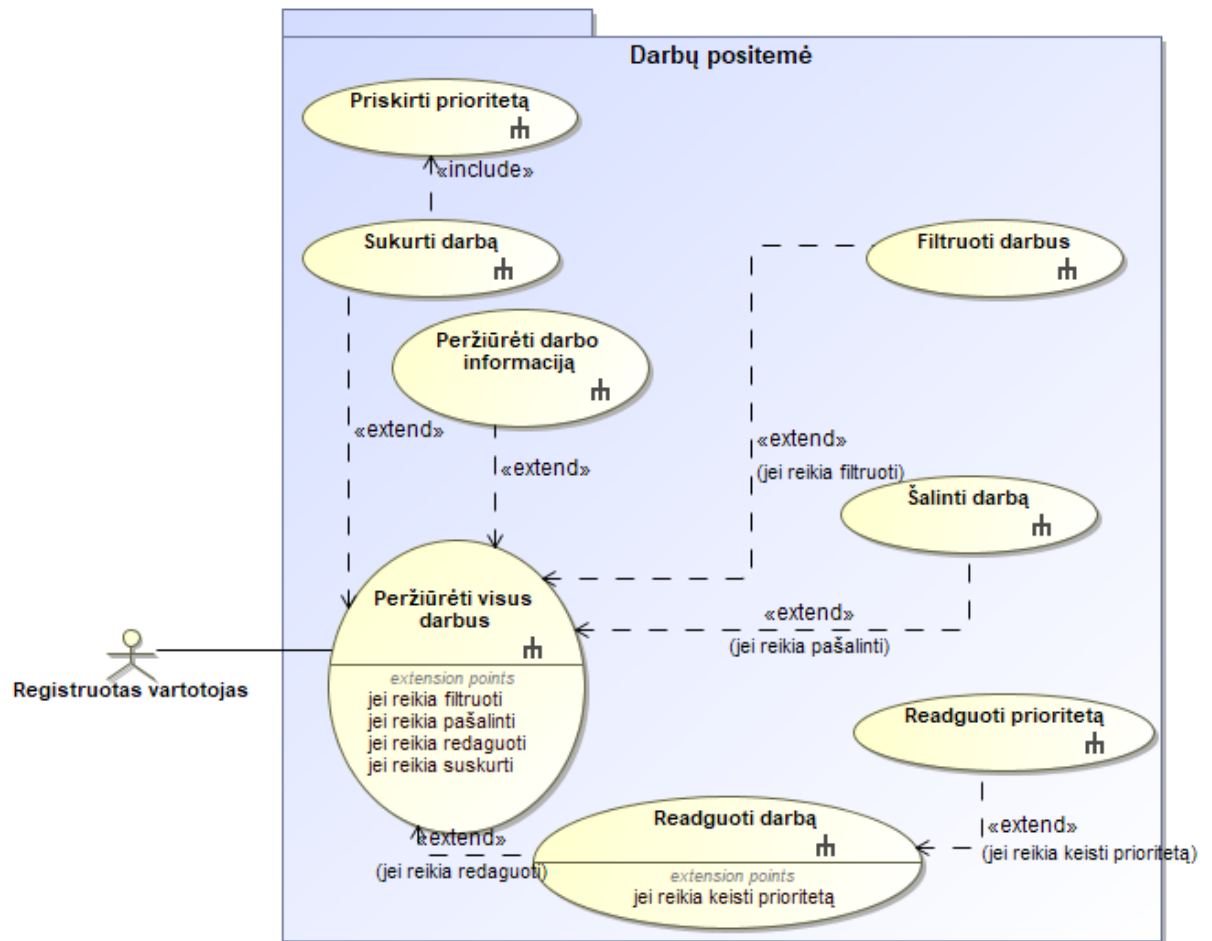 Darbų positemė
Priskirti prioritetą
«include»
Sukurti darbą
Filtruoti darbus
Peržiūrėti darbo
informaciją
«extend»
«extend»
«extend»
(jei reikia filtruoti)
Šalinti darbą
Peržiūrėti visus
darbus
«extend»
(jei reikia pašalinti)
Registruotas vartotojas
extension points
jei reikia filtruoti
jei reikia pašalinti
jei reikia redaguoti
jei reikia suskurti
Readguoti prioritetą
Readguoti darbą
«extend»
(jei reikia redaguoti)
«extend»
(jei reikia keisti prioritetą)
extension points
jei reikia keisti prioritetą